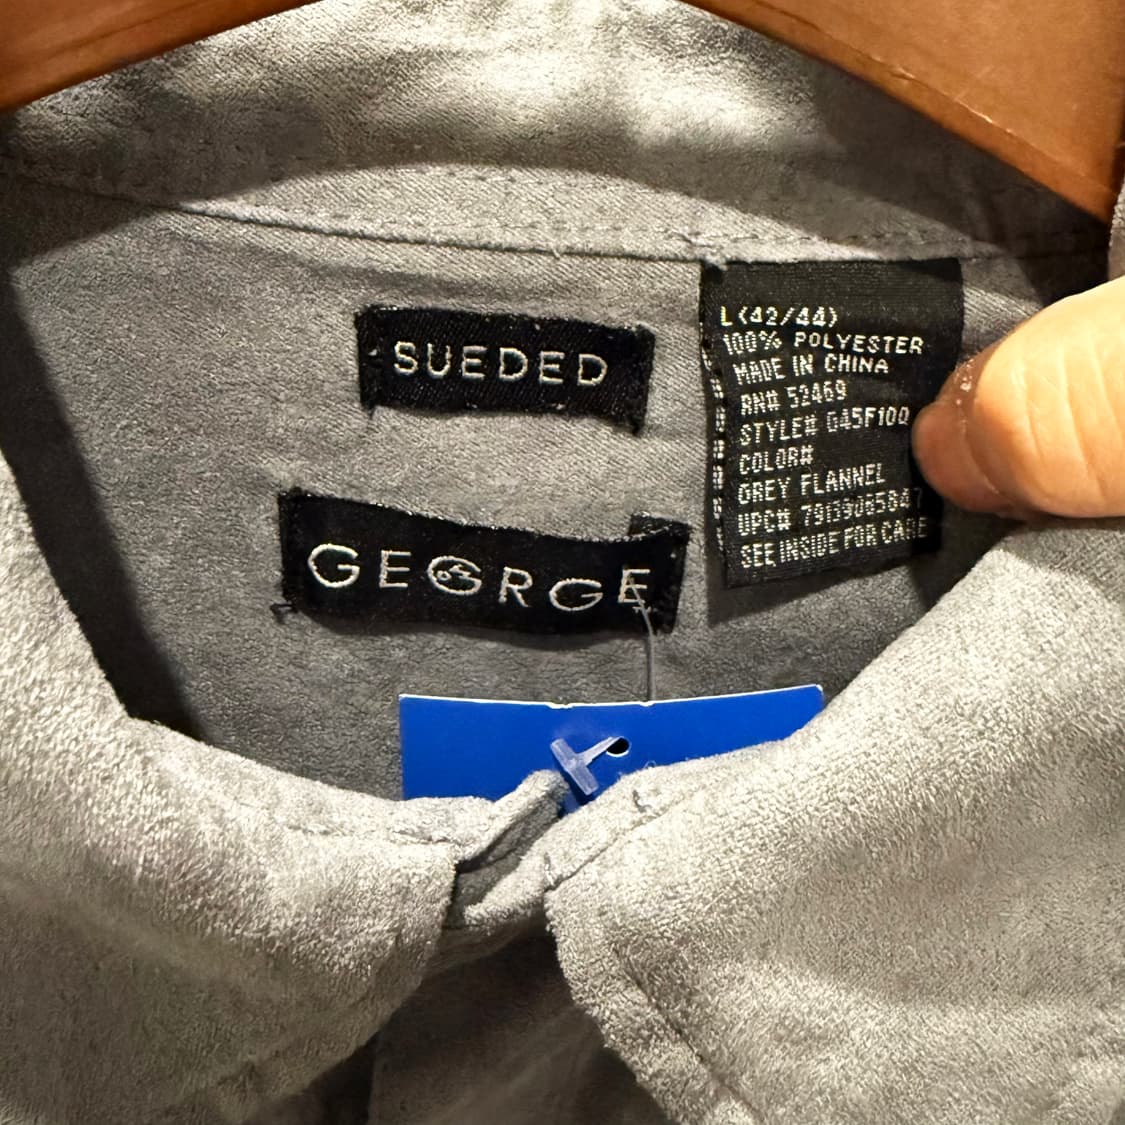 SUEDED
GEORGE
L(42/44)
100% POLYESTER
MADE IN CHINA
RN# 52469
STYLE# G45F10Q
COLOR#
GREY FLANNEL
UPC#
SEE INSIDE FOR CARE